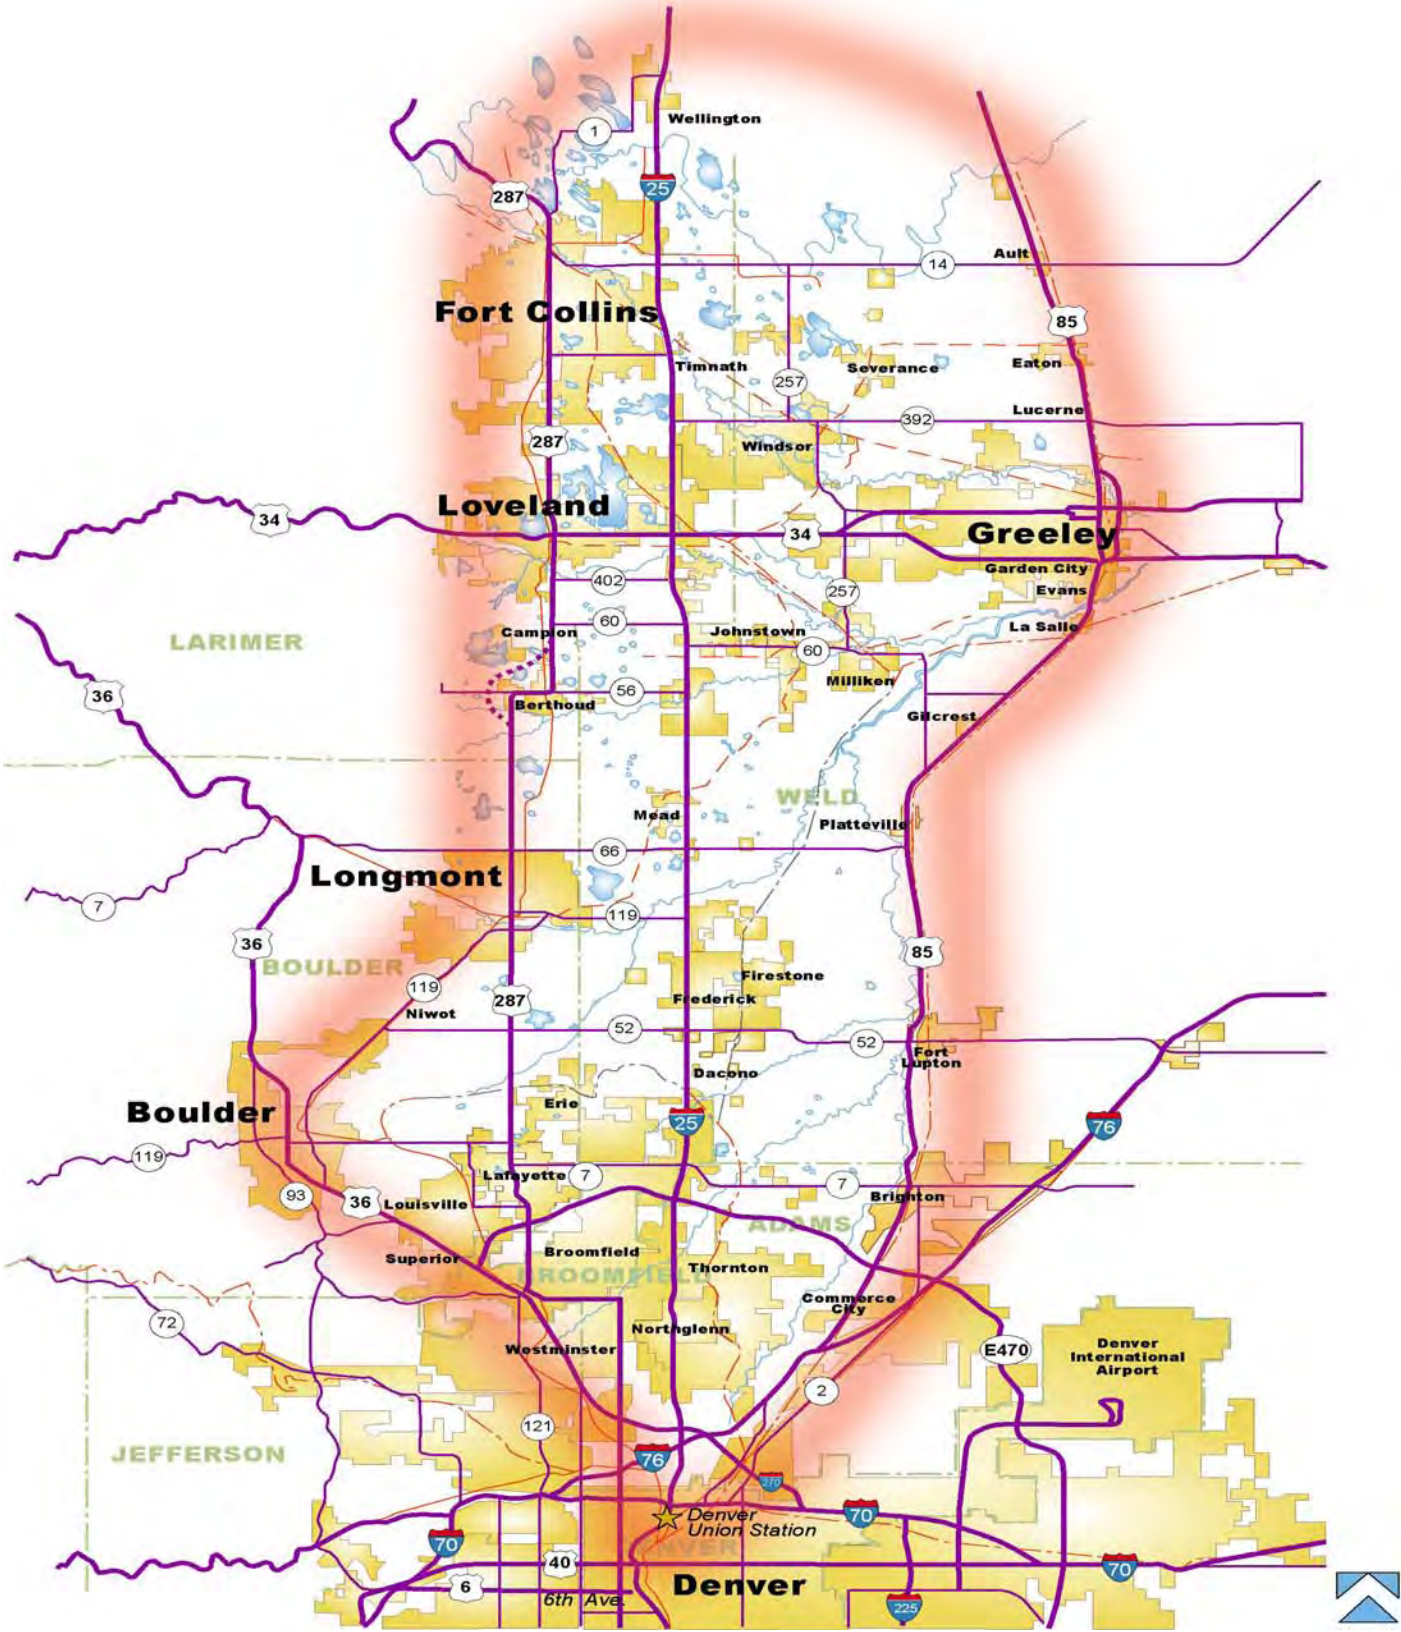 Wellington
1
287
25
Ault
14
Fort Collins
85
Timnath
Severance
Eaton
257
Lucerne
392
287
Windsor
Loveland
34
34
Greeley
Garden City
402
257
Evans
60
La Salle
Campion
Johnstown
60
LARIMER
Milliken
36
56
Berthoud
Gilcrest
WELD
Mead
Platteville
66
Longmont
7
119
36
85
BOULDER
Firestone
119
287
Frederick
Niwot
52
52
Fort
Lupton
Dacono
Erie
Boulder
25
76
119
Lafayette
7
7
93
36
Louisville
Brighton
ADAMS
Superior
Broomfield
Thornton
BROOMFIELD
Commerce
City
72
Northglenn
Westminster
E470
Denver
International
Airport
2
121
JEFFERSON
76
270
Denver
Union Station
70
70
DENVER
40
70
6
6th Ave.
Denver
225